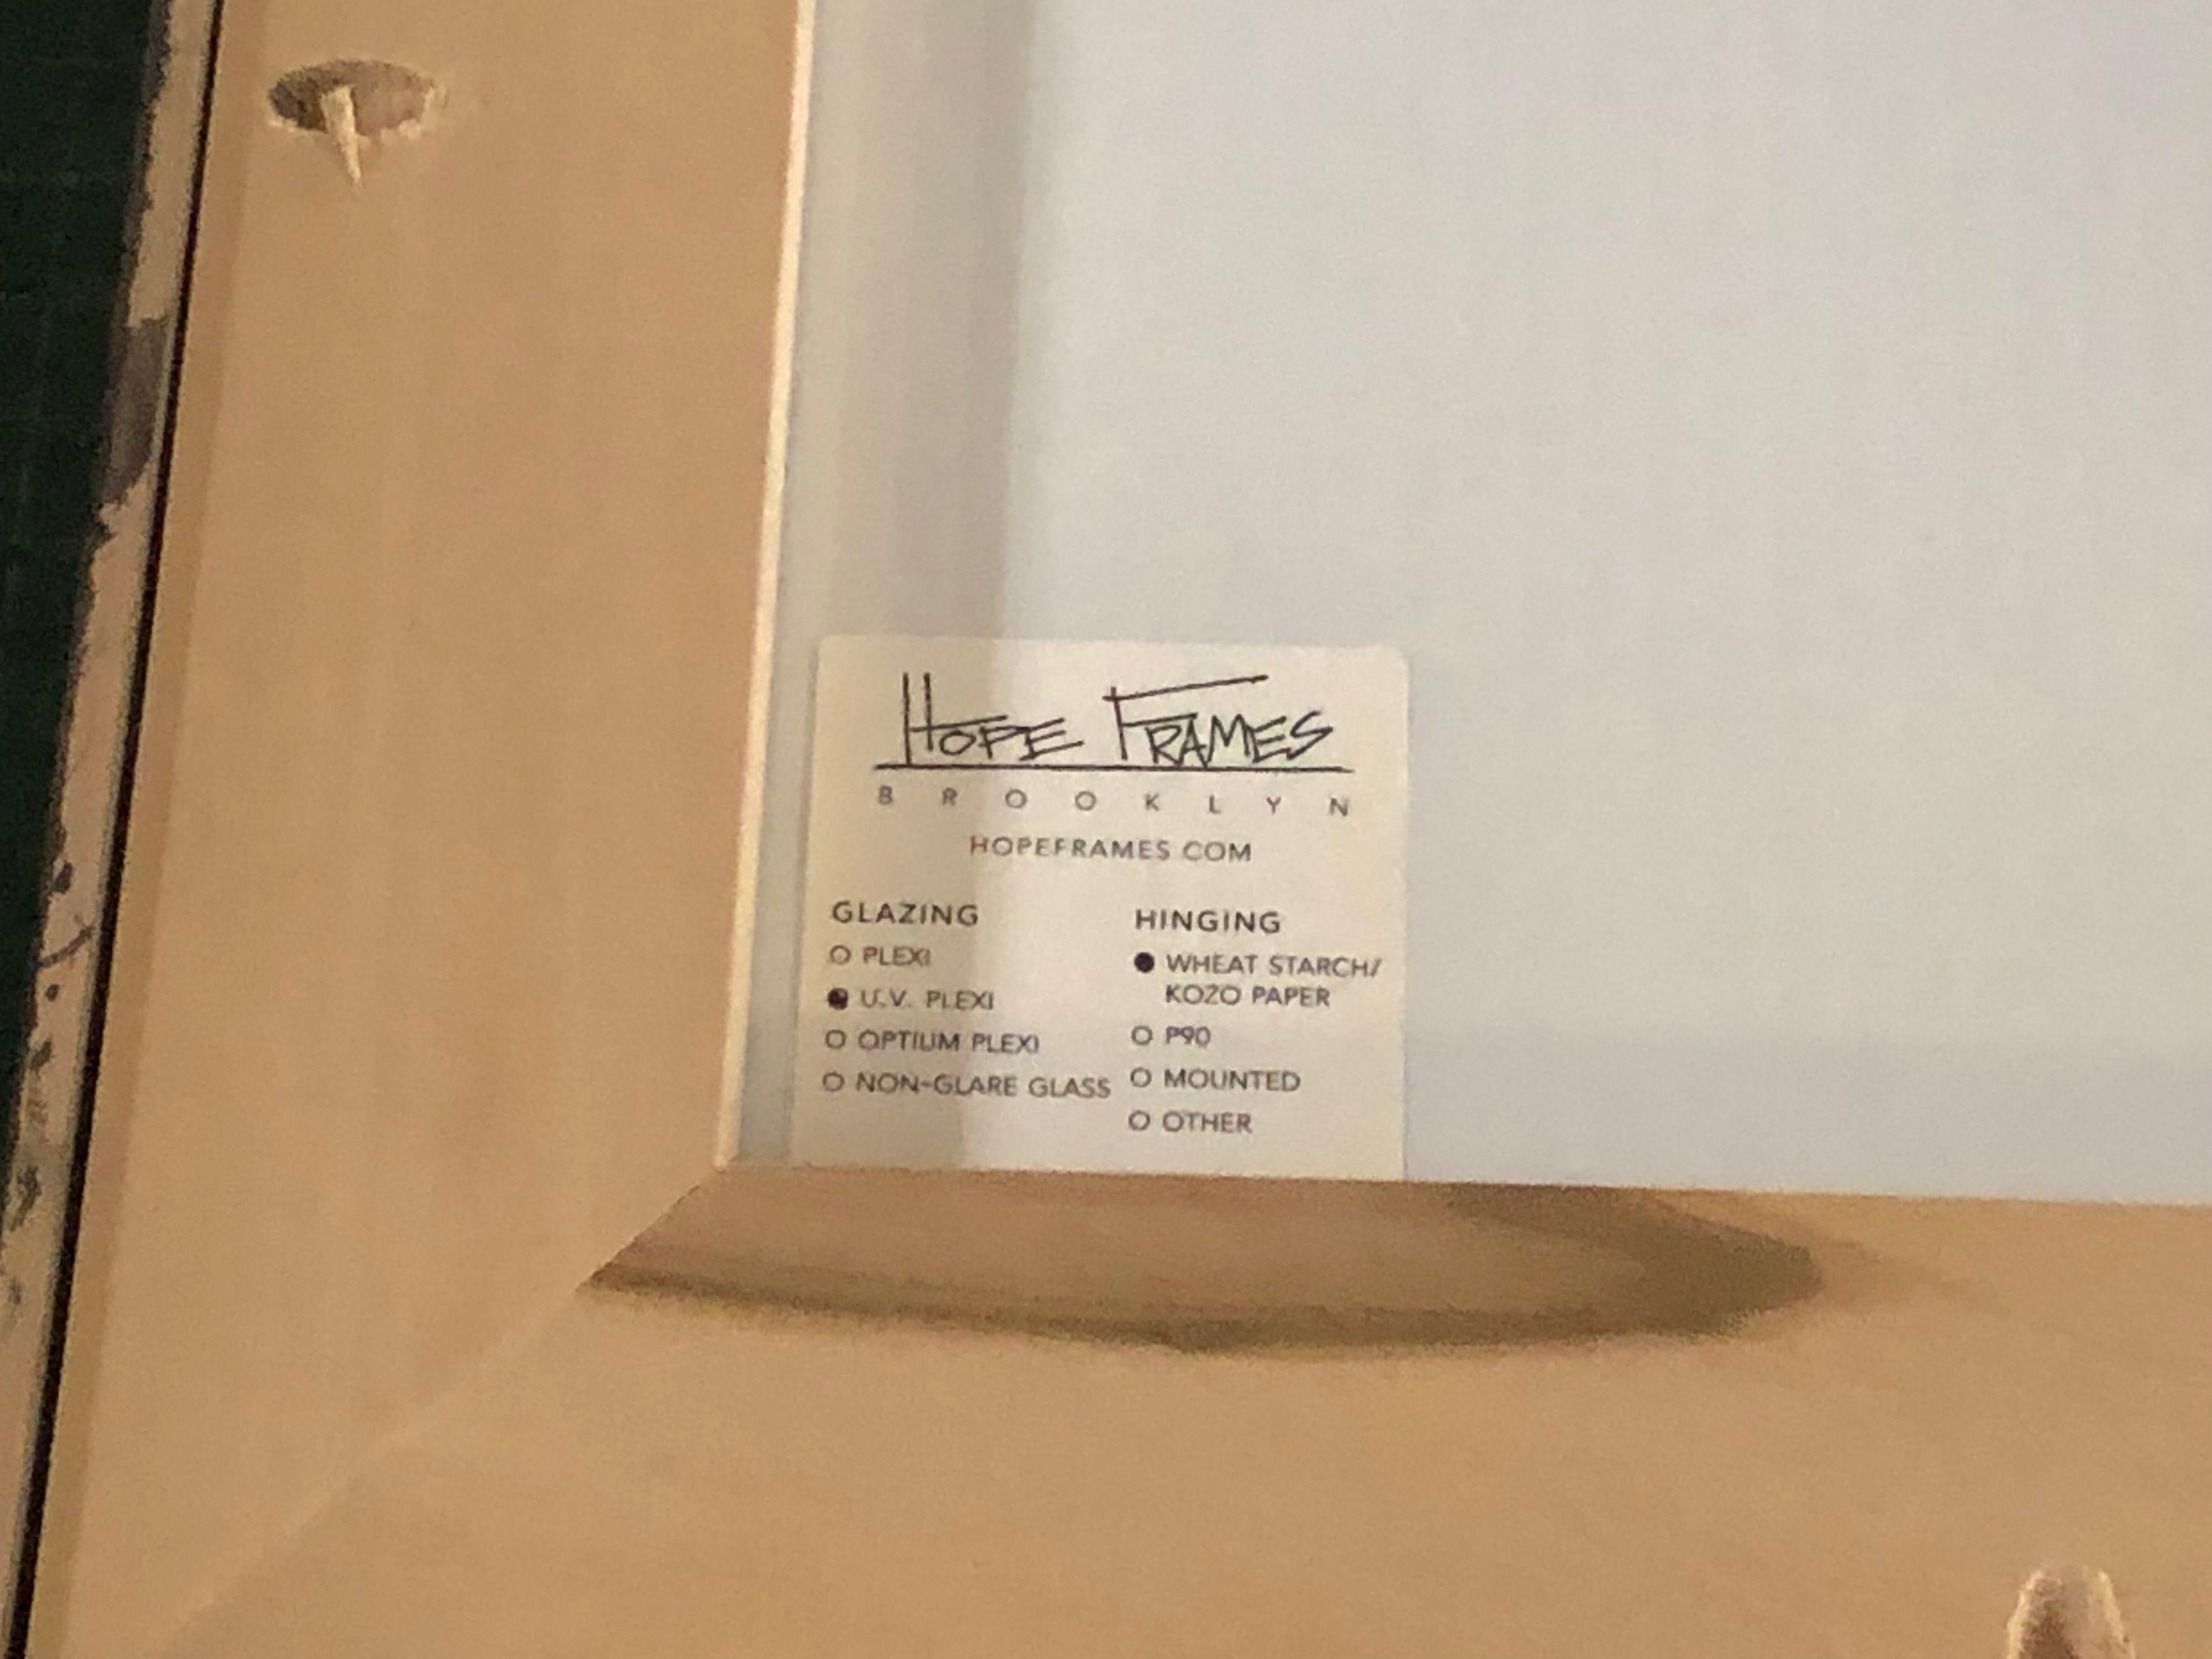 HOPE FRAMES
BROOKLYN
HOPEFRAMES.COM
GLAZING
○ PLEXI
● U.V. PLEXI
○ OPTIUM PLEXI
○ NON-GLARE GLASS
HINGING
● WHEAT STARCH/
KOZO PAPER
○ P90
○ MOUNTED
○ OTHER